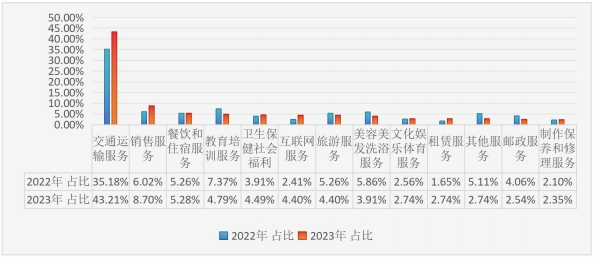 50.00%
45.00%
40.00%
35.00%
30.00%
25.00%
20.00%
15.00%
10.00%
5.00%
0.00%
交通运输服务 销售服务 餐饮和住宿服务 教育培训服务 卫生保健社会福利 互联网服务 旅游服务 美容美发洗浴服务 文化娱乐体育服务 租赁服务 其他服务 邮政服务 制作保养和修理服务
2022年 占比 35.18% 6.02% 5.26% 7.37% 3.91% 2.41% 5.26% 5.86% 2.56% 1.65% 5.11% 4.06% 2.10%
2023年 占比 43.21% 8.70% 5.28% 4.79% 4.49% 4.40% 4.40% 3.91% 2.74% 2.74% 2.74% 2.54% 2.35%
2022年 占比 2023年 占比